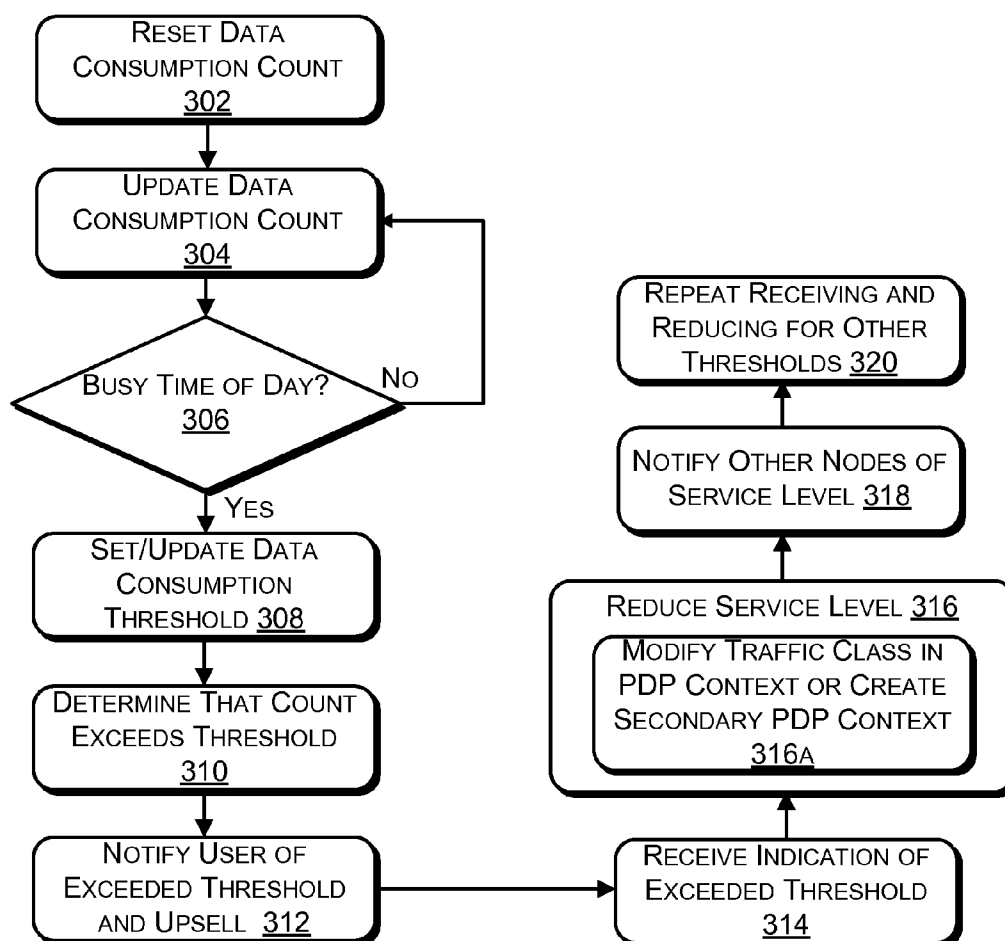 RESET DATA
CONSUMPTION COUNT
302
UPDATE DATA
CONSUMPTION COUNT
304
BUSY TIME OF DAY?
306
NO
YES
SET/UPDATE DATA
CONSUMPTION
THRESHOLD 308
DETERMINE THAT COUNT
EXCEEDS THRESHOLD
310
NOTIFY USER OF
EXCEEDED THRESHOLD
AND UPSELL 312
RECEIVE INDICATION OF
EXCEEDED THRESHOLD
314
REDUCE SERVICE LEVEL 316
MODIFY TRAFFIC CLASS IN
PDP CONTEXT OR CREATE
SECONDARY PDP CONTEXT
316A
NOTIFY OTHER NODES OF
SERVICE LEVEL 318
REPEAT RECEIVING AND
REDUCING FOR OTHER
THRESHOLDS 320